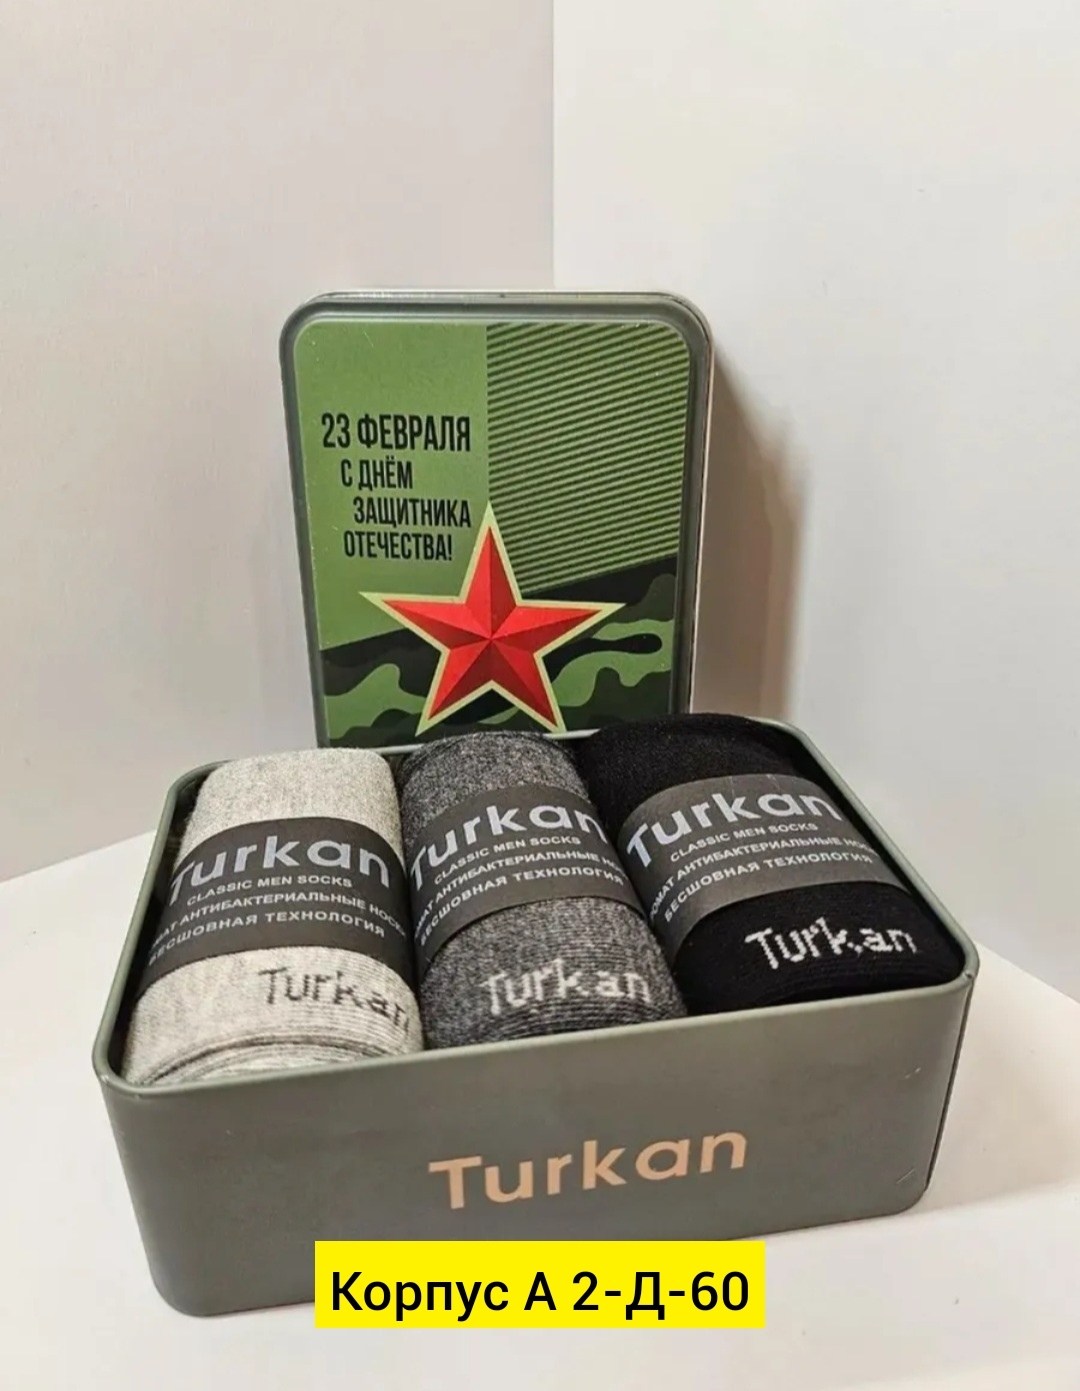 23 ФЕВРАЛЯ
С ДНЁМ
ЗАЩИТНИКА
ОТЕЧЕСТВА!
Turkan
CLASSIC MEN SOCKS
АНТИБАКТЕРИАЛЬНЫЕ
БЕСШОВНАЯ ТЕХНОЛОГИЯ
Turkan
Turkan
CLASSIC MEN SOCKS
АНТИБАКТЕРИАЛЬНЫЕ
БЕСШОВНАЯ ТЕХНОЛОГИЯ
Turkan
Turkan
CLASSIC MEN SOCKS
АНТИБАКТЕРИАЛЬНЫЕ
БЕСШОВНАЯ ТЕХНОЛОГИЯ
Turkan
Turkan
Корпус А 2-Д-60